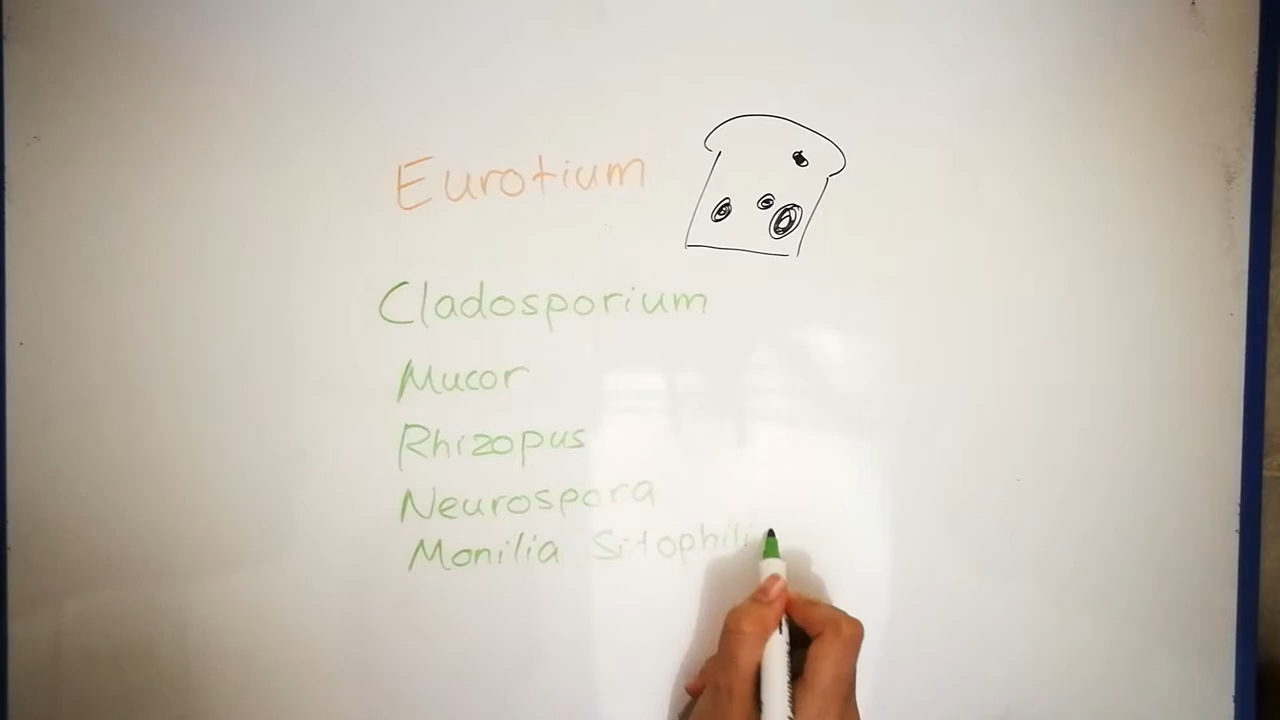 Eurotium
Cladosporium
Mucor
Rhizopus
Neurospora
Monilia Sitophili